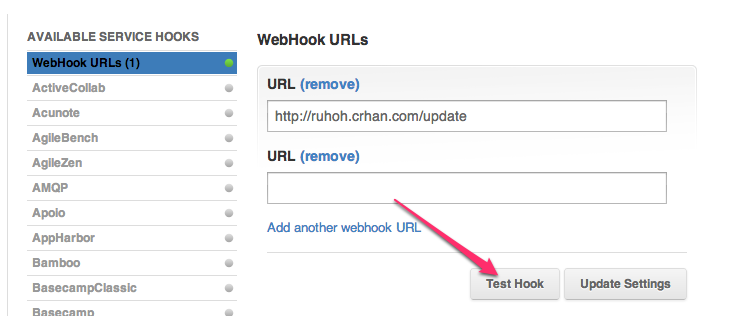 AVAILABLE SERVICE HOOKS
WebHook URLs (1)
ActiveCollab
Acunote
AgileBench
AgileZen
AMQP
Apoio
AppHarbor
Bamboo
BasecampClassic
Basecamp
WebHook URLs
URL (remove)
http://ruhoh.crhan.com/update
URL (remove)
Add another webhook URL
Test Hook
Update Settings